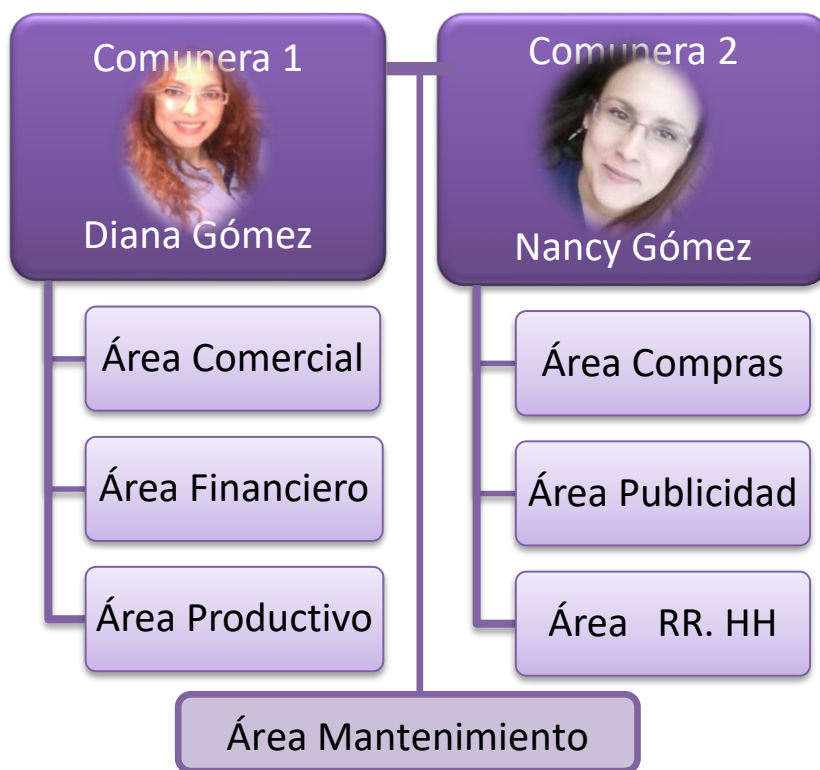 Comunera 1
Diana Gómez
Área Comercial
Área Financiero
Área Productivo
Comunera 2
Nancy Gómez
Área Compras
Área Publicidad
Área RR. HH
Área Mantenimiento